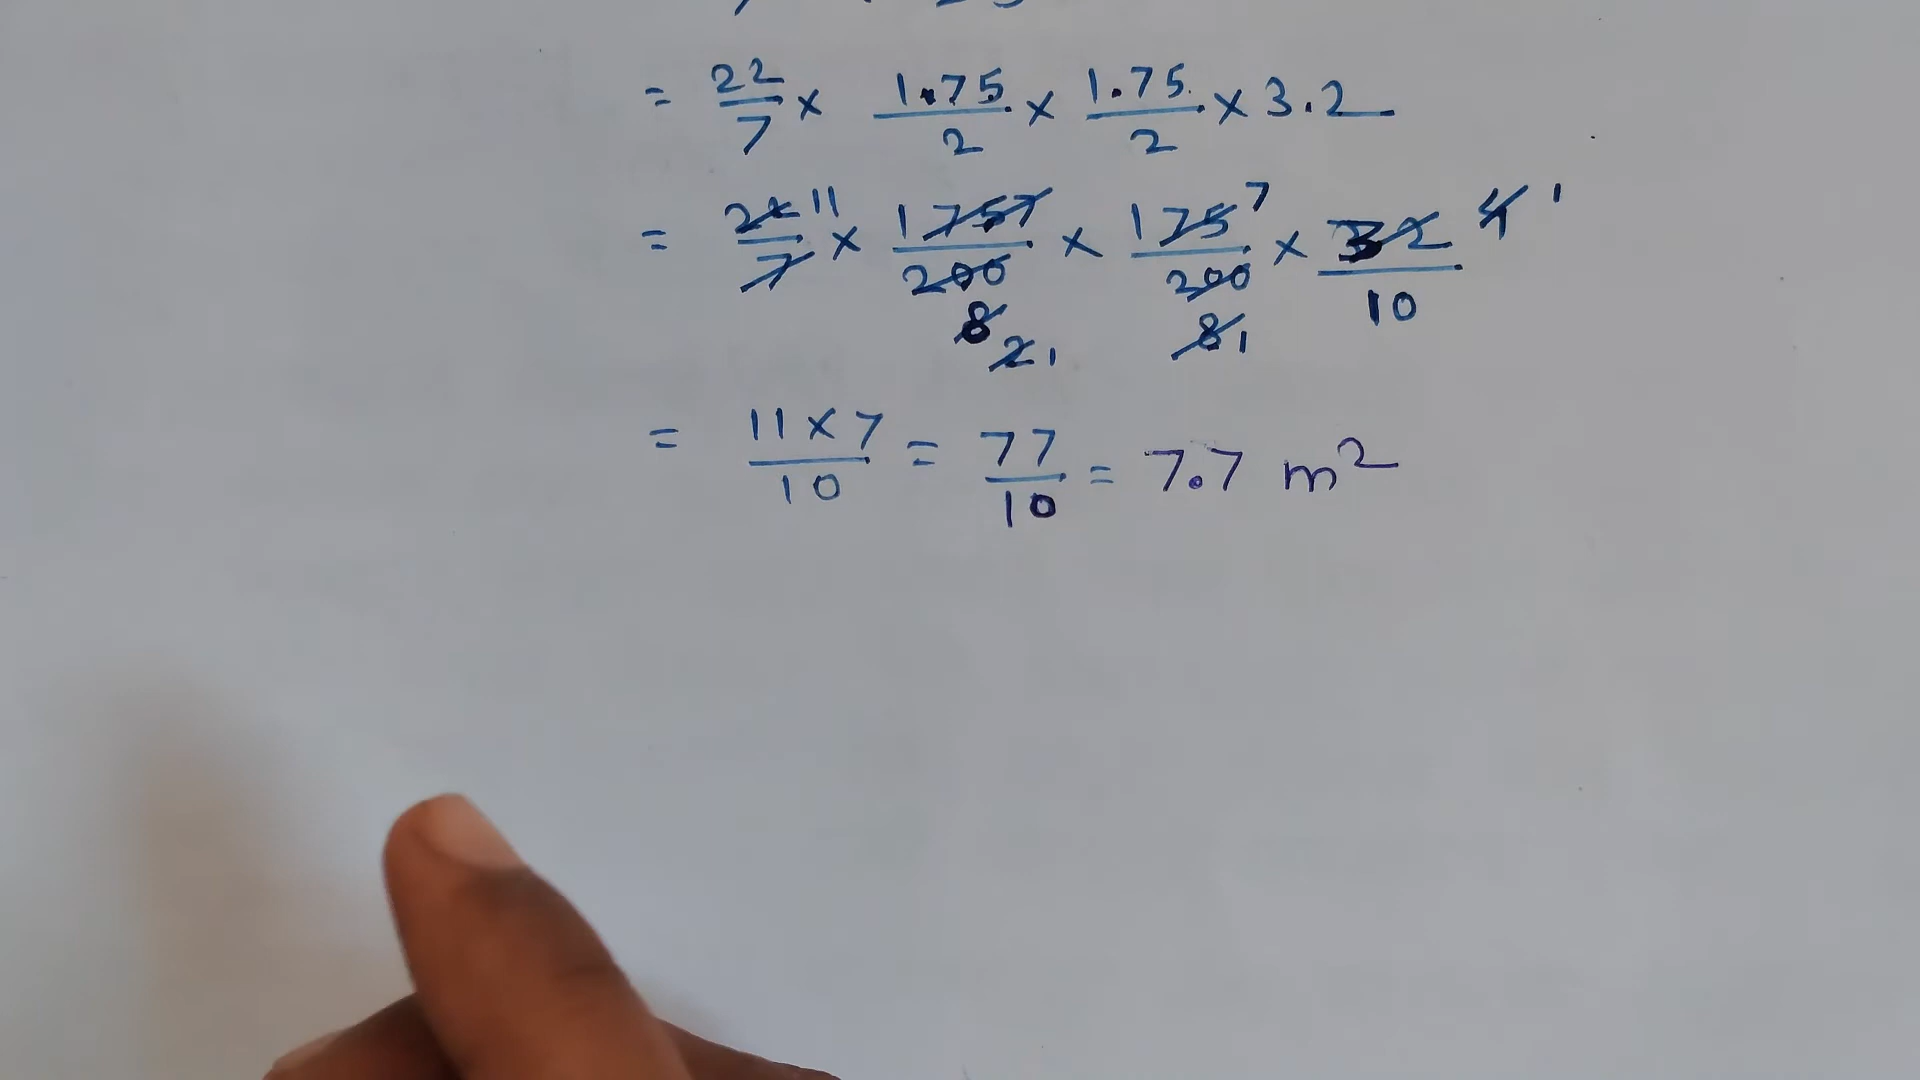 = 22/7 × 1.75/2 × 1.75/2 × 3.2
= 22/7 11 × 175/200 7 8 2 1 × 175/200 7 8 1 × 32/10 4 1
= 11×7/10 = 77/10 = 7.7 m²